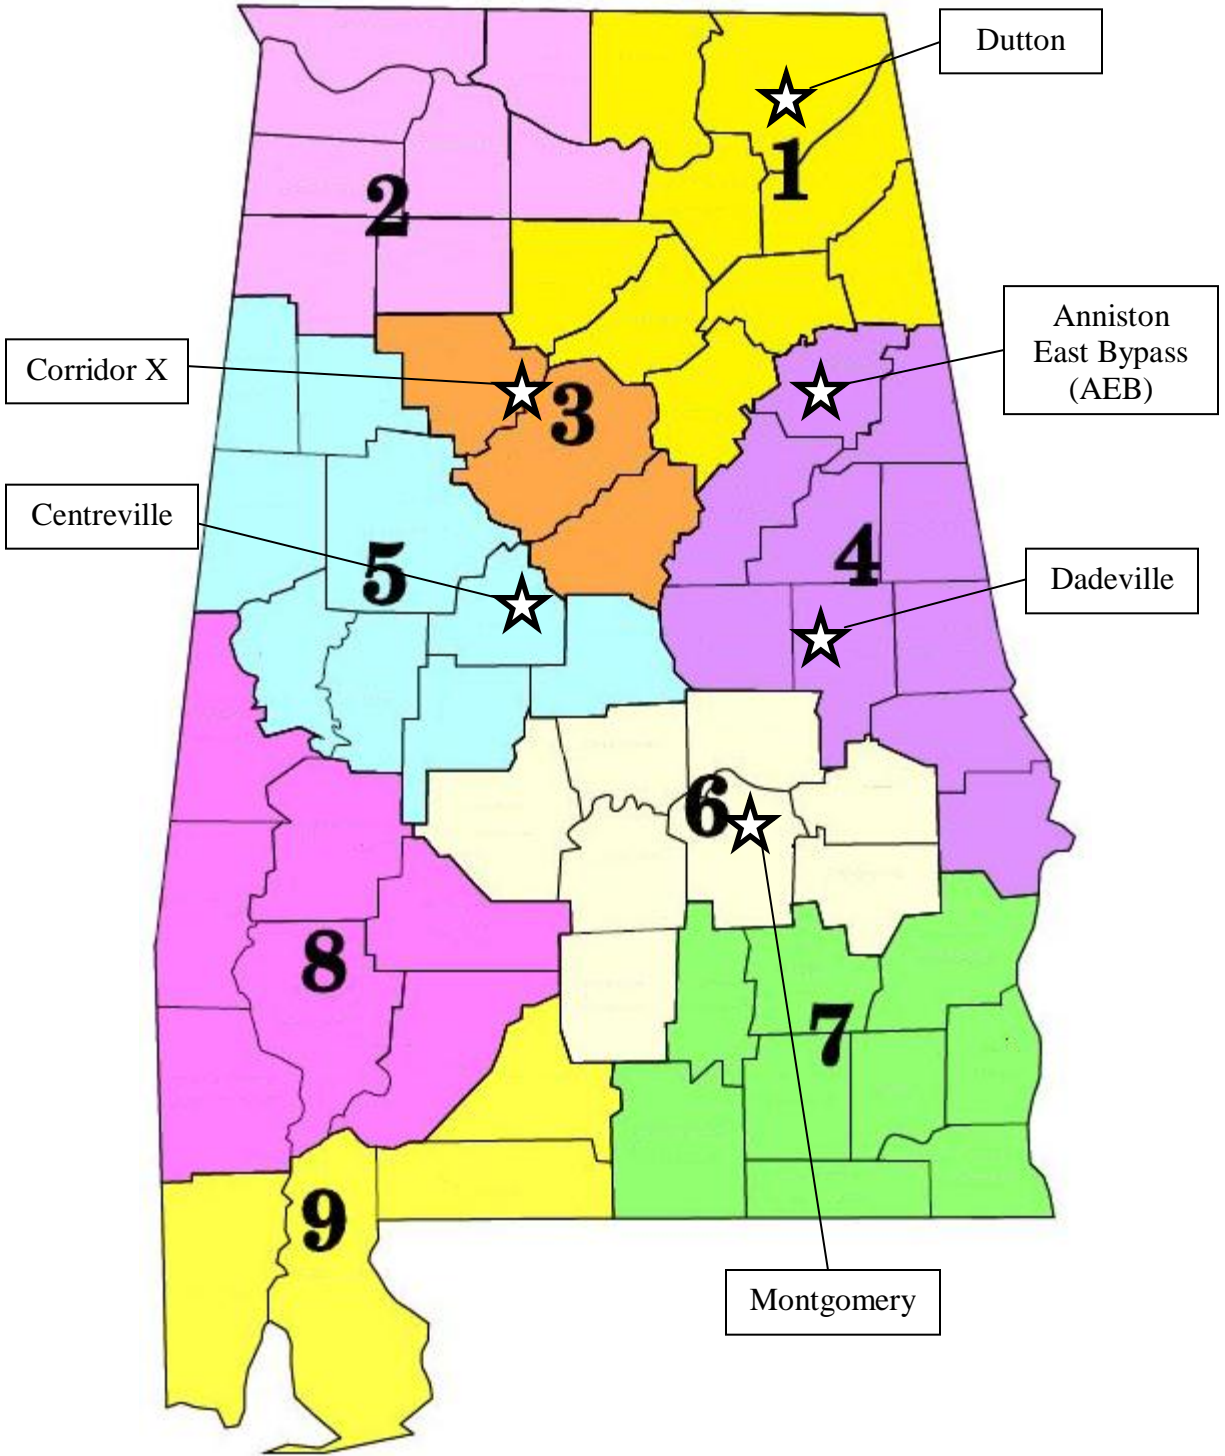 Dutton
1
2
Anniston
East Bypass
(AEB)
Corridor X
3
Centreville
4
5
Dadeville
6
8
7
9
Montgomery